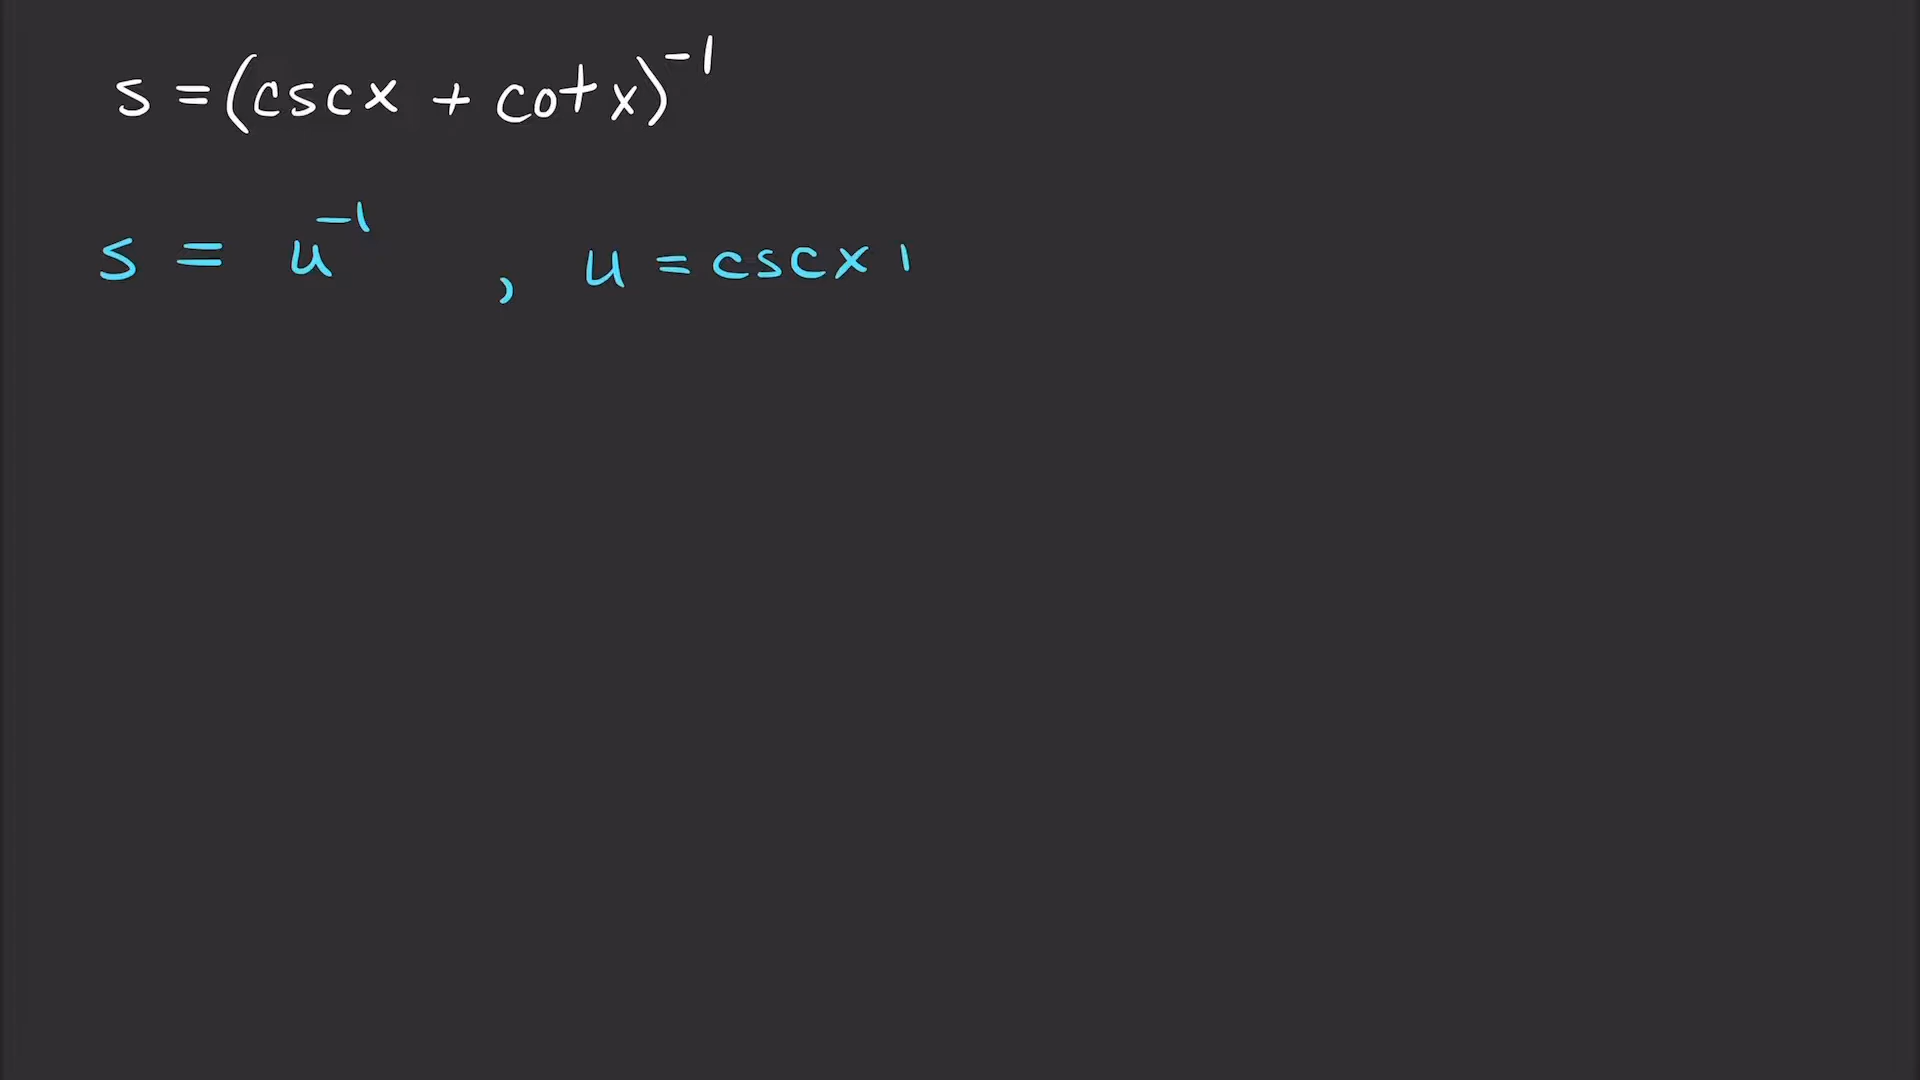 s = (csc x + cot x)⁻¹
s = u⁻¹ , u = csc x